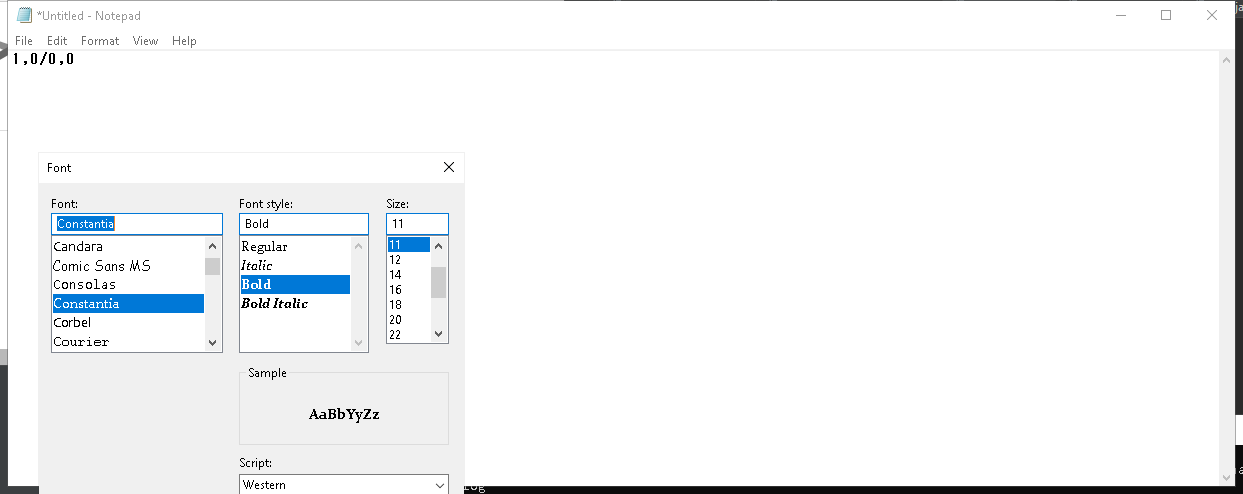 *Untitled - Notepad
File Edit Format View Help
1,0/0,0
Font
Font: Font style: Size:
Constantia Bold 11
Candara Regular 11
Comic Sans MS Italic 12
Consolas Bold 14
Constantia Bold Italic 16
Corbel 18
Courier 20
22
Sample
AaBbYyZz
Script:
Western